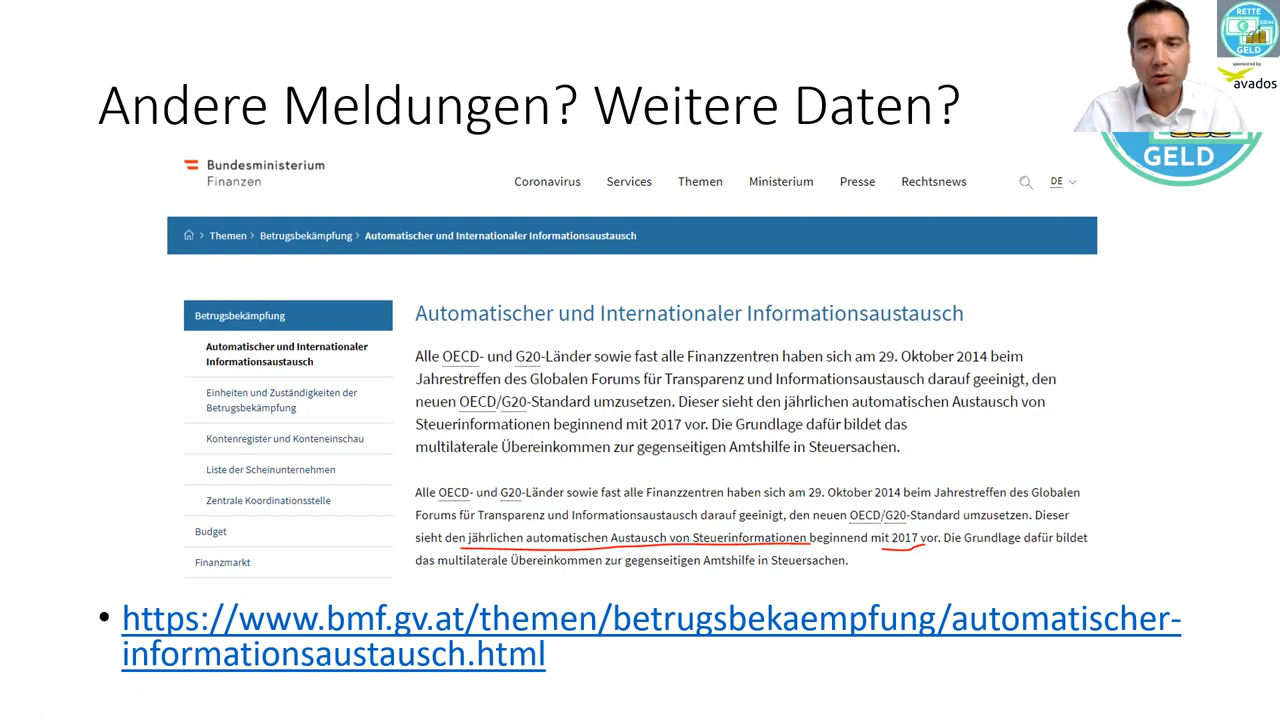 RETTE
DEIN
GELD
sponsored by
avados
Andere Meldungen? Weitere Daten?
GELD
Bundesministerium
Finanzen
Coronavirus Services Themen Ministerium Presse Rechtsnews DE
Themen > Betrugsbekämpfung > Automatischer und Internationaler Informationsaustausch
Betrugsbekämpfung
Automatischer und Internationaler
Informationsaustausch
Einheiten und Zuständigkeiten der
Betrugsbekämpfung
Kontenregister und Konteneinschau
Liste der Scheinunternehmen
Zentrale Koordinationsstelle
Budget
Finanzmarkt
Automatischer und Internationaler Informationsaustausch
Alle OECD- und G20-Länder sowie fast alle Finanzzentren haben sich am 29. Oktober 2014 beim
Jahrestreffen des Globalen Forums für Transparenz und Informationsaustausch darauf geeinigt, den
neuen OECD/G20-Standard umzusetzen. Dieser sieht den jährlichen automatischen Austausch von
Steuerinformationen beginnend mit 2017 vor. Die Grundlage dafür bildet das
multilaterale Übereinkommen zur gegenseitigen Amtshilfe in Steuersachen.
Alle OECD- und G20-Länder sowie fast alle Finanzzentren haben sich am 29. Oktober 2014 beim Jahrestreffen des Globalen
Forums für Transparenz und Informationsaustausch darauf geeinigt, den neuen OECD/G20-Standard umzusetzen. Dieser
sieht den jährlichen automatischen Austausch von Steuerinformationen beginnend mit 2017 vor. Die Grundlage dafür bildet
das multilaterale Übereinkommen zur gegenseitigen Amtshilfe in Steuersachen.
• https://www.bmf.gv.at/themen/betrugsbekaempfung/automatischer-
informationsaustausch.html